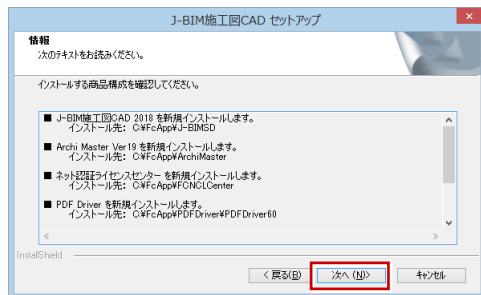 J-BIM施工図CAD セットアップ
情報
次のテキストをお読みください。
インストールする商品構成を確認してください。
■ J-BIM施工図CAD 2018 を新規インストールします。
インストール先: C:¥FcApp¥J-BIMSD
■ Archi Master Ver19 を新規インストールします。
インストール先: C:¥FcApp¥ArchiMaster
■ ネット認証ライセンスセンター を新規インストールします。
インストール先: C:¥FcApp¥FCNCLCenter
■ PDF Driver を新規インストールします。
インストール先: C:¥FcApp¥PDFDriver¥PDFDriver60
InstallShield
< 戻る(B)
次へ (N)>
キャンセル